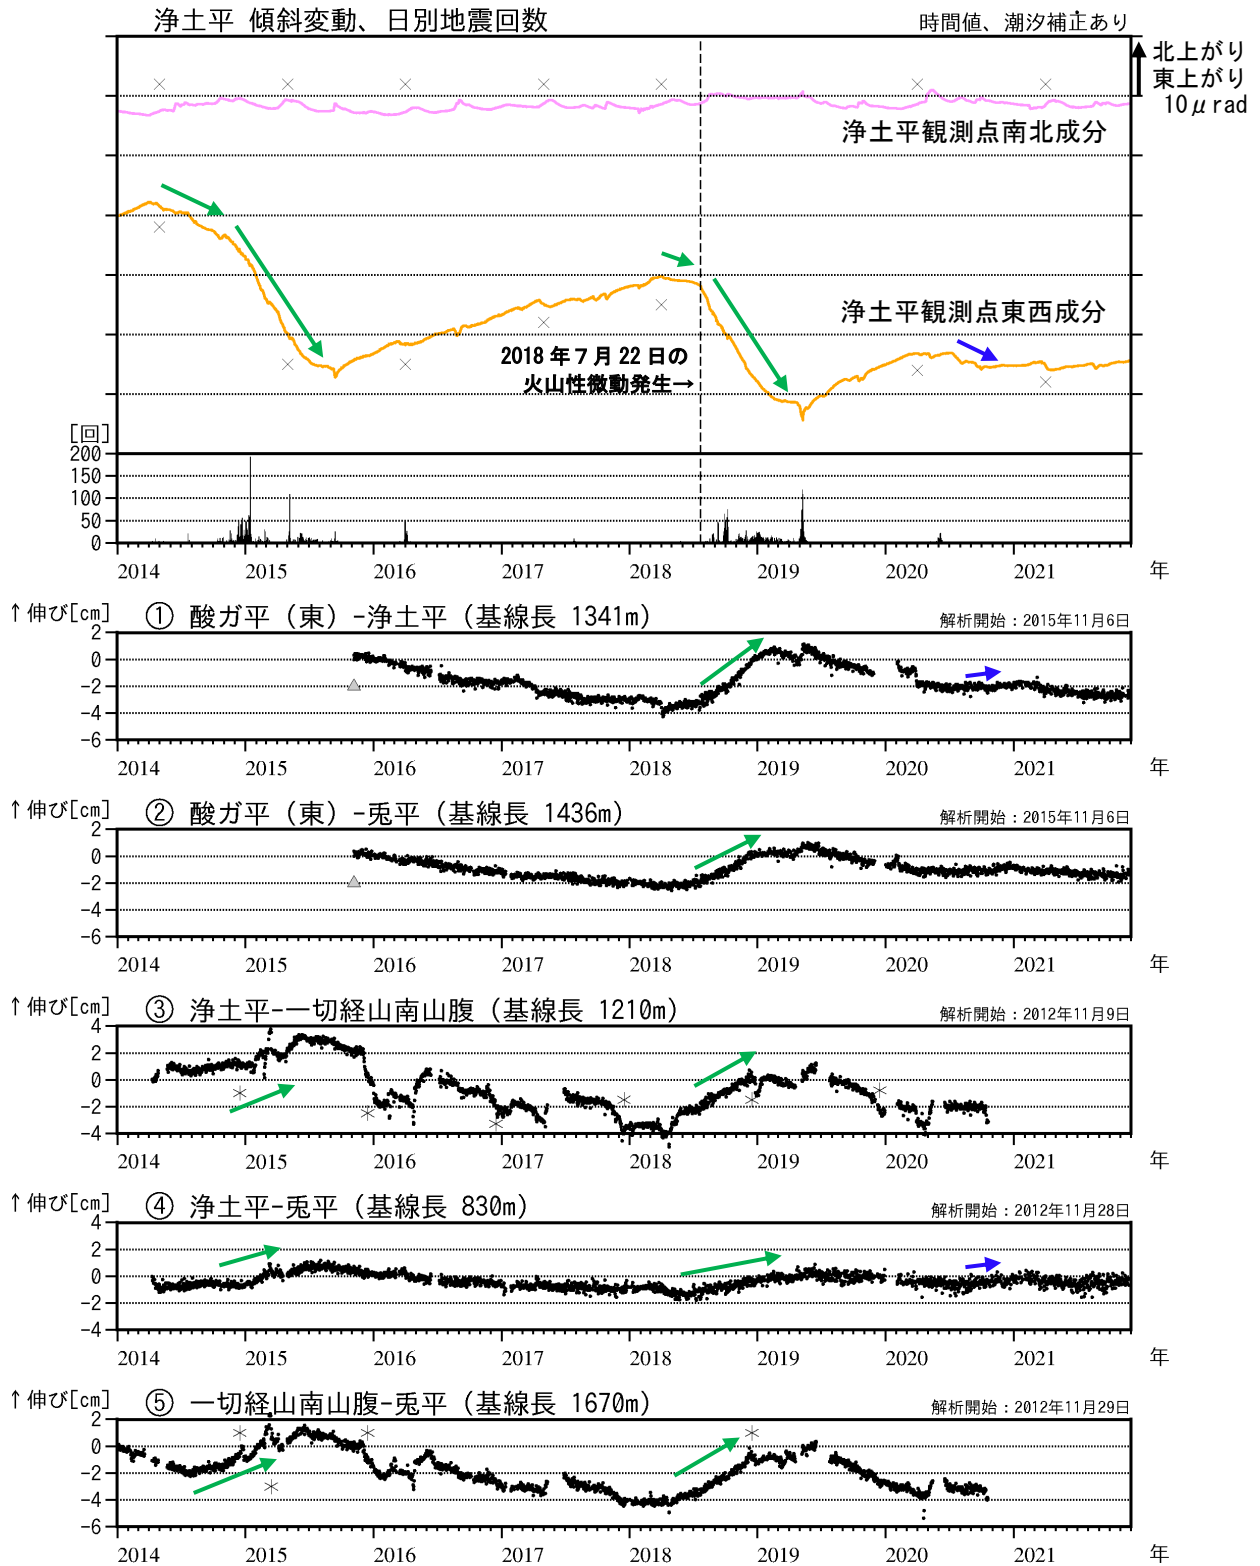 浄土平 傾斜変動、日別地震回数
時間値、潮汐補正あり
北上がり
東上がり
10μrad
浄土平観測点南北成分
浄土平観測点東西成分
2018年7月22日の
火山性微動発生→
[回]
200
150
100
50
0
2014 2015 2016 2017 2018 2019 2020 2021 年
↑伸び[cm] ① 酸ガ平（東）-浄土平（基線長 1341m） 解析開始：2015年11月6日
2
0
-2
-4
-6
2014 2015 2016 2017 2018 2019 2020 2021 年
↑伸び[cm] ② 酸ガ平（東）-兎平（基線長 1436m） 解析開始：2015年11月6日
2
0
-2
-4
-6
2014 2015 2016 2017 2018 2019 2020 2021 年
↑伸び[cm] ③ 浄土平-一切経山南山腹（基線長 1210m） 解析開始：2012年11月9日
4
2
0
-2
-4
2014 2015 2016 2017 2018 2019 2020 2021 年
↑伸び[cm] ④ 浄土平-兎平（基線長 830m） 解析開始：2012年11月28日
4
2
0
-2
-4
2014 2015 2016 2017 2018 2019 2020 2021 年
↑伸び[cm] ⑤ 一切経山南山腹-兎平（基線長 1670m） 解析開始：2012年11月29日
2
0
-2
-4
-6
2014 2015 2016 2017 2018 2019 2020 2021 年